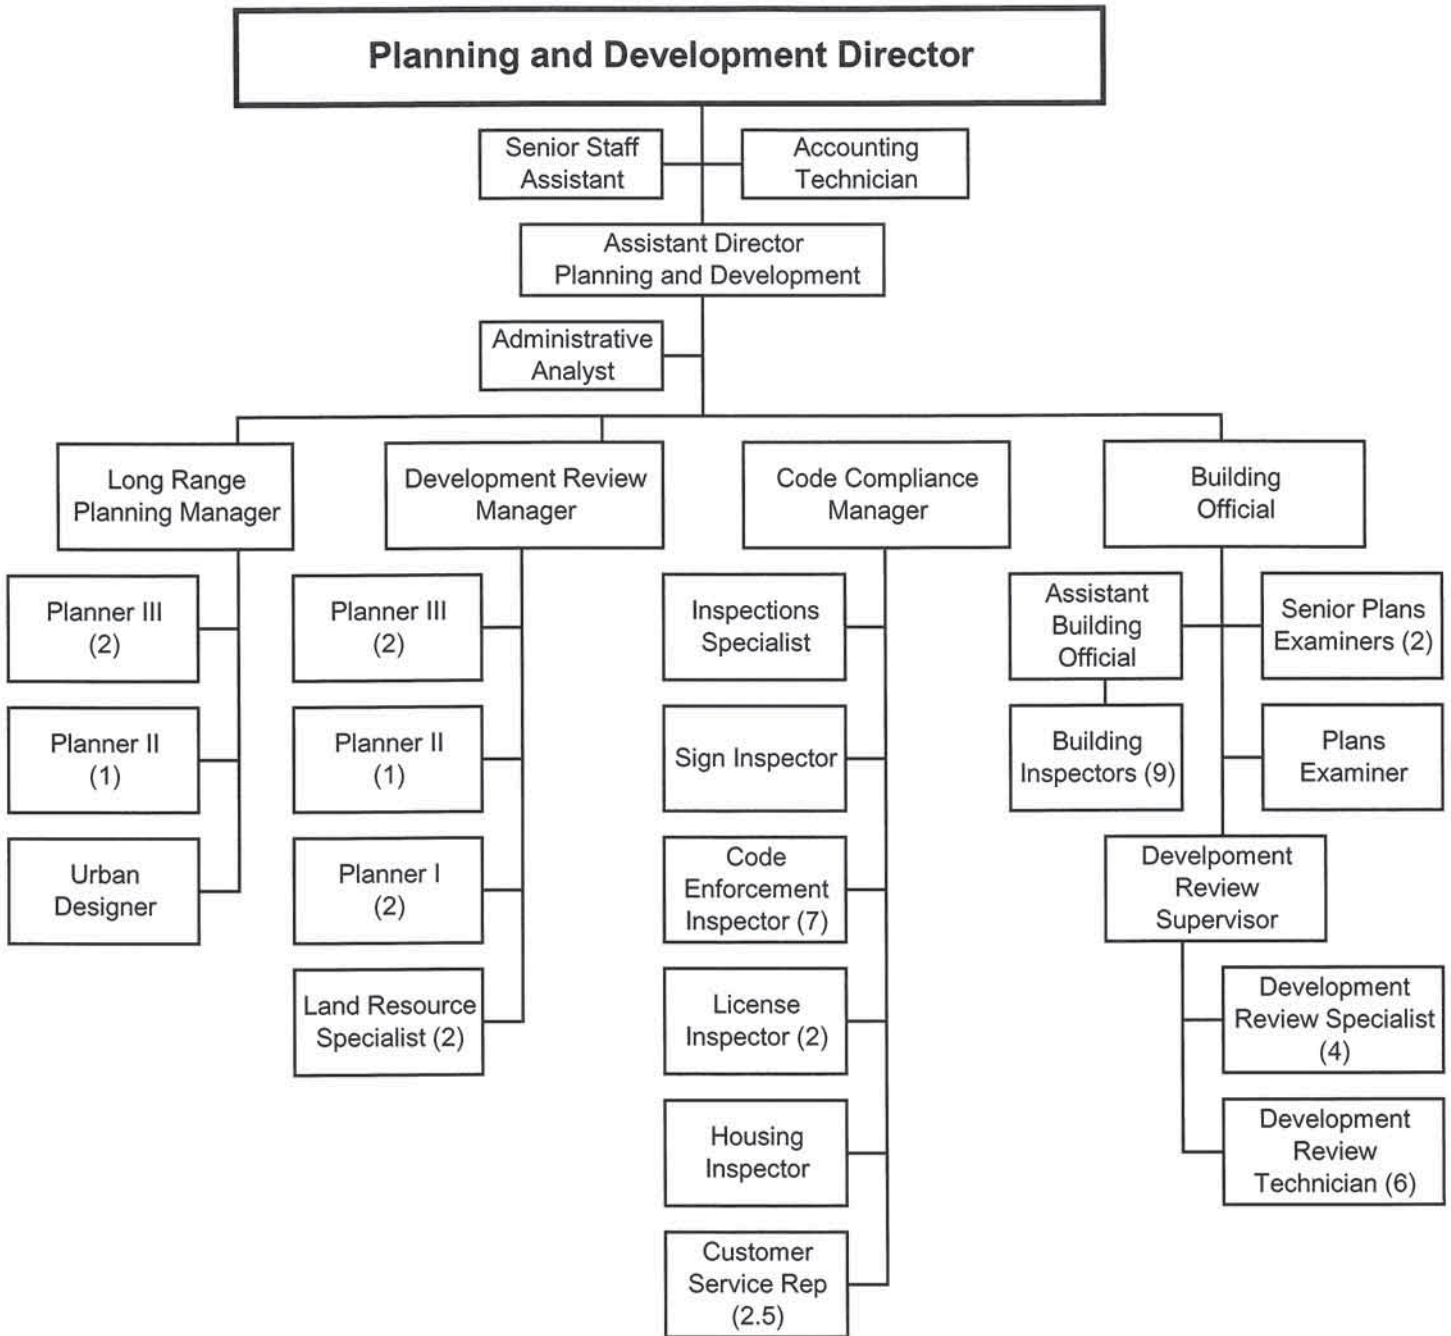 Planning and Development Director
Senior Staff
Assistant
Accounting
Technician
Assistant Director
Planning and Development
Administrative
Analyst
Long Range
Planning Manager
Development Review
Manager
Code Compliance
Manager
Building
Official
Planner III
(2)
Planner II
(1)
Urban
Designer
Planner III
(2)
Planner II
(1)
Planner I
(2)
Land Resource
Specialist (2)
Inspections
Specialist
Sign Inspector
Code
Enforcement
Inspector (7)
License
Inspector (2)
Housing
Inspector
Customer
Service Rep
(2.5)
Assistant
Building
Official
Building
Inspectors (9)
Senior Plans
Examiners (2)
Plans
Examiner
Develpoment
Review
Supervisor
Development
Review Specialist
(4)
Development
Review
Technician (6)